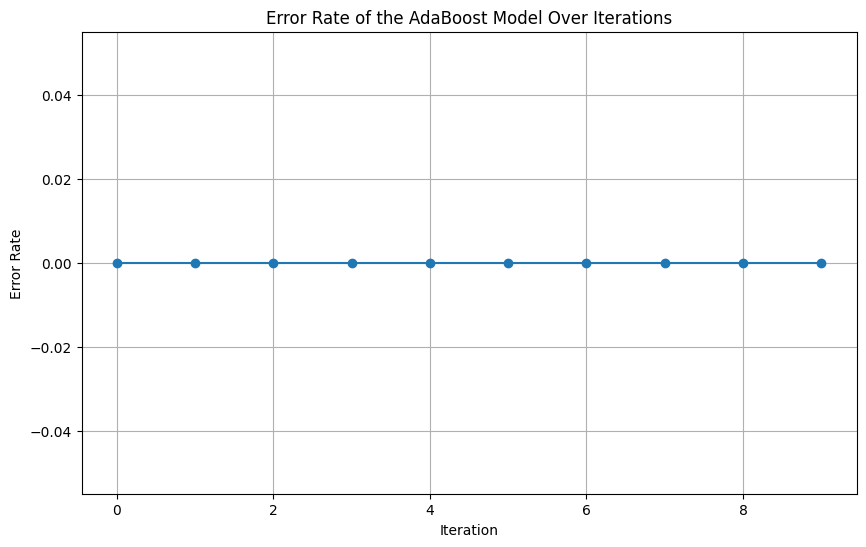 Error Rate of the AdaBoost Model Over Iterations
0.04
0.02
0.00
−0.02
−0.04
Error Rate
0 2 4 6 8
Iteration